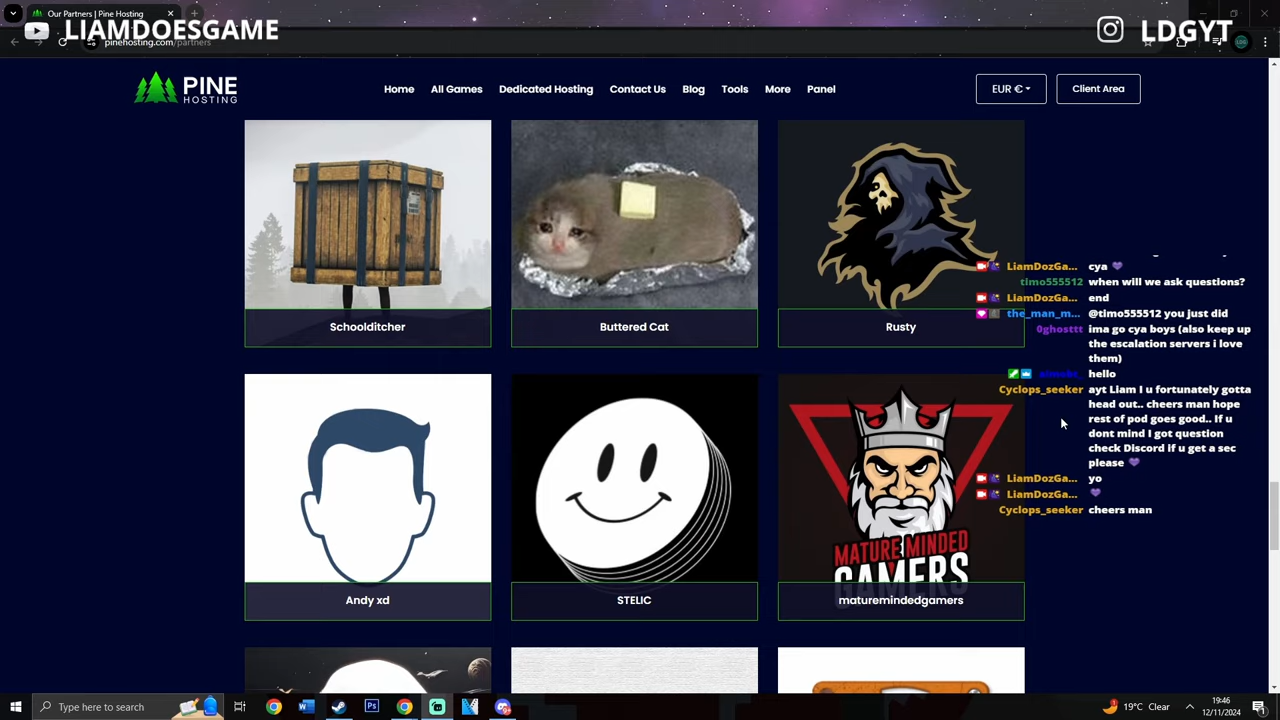 Our Partners | Pine Hosting
LIAMDOESGAME
LDGYT
pinehosting.com/partners
PINE
HOSTING
Home
All Games
Dedicated Hosting
Contact Us
Blog
Tools
More
Panel
EUR €
Client Area
Scornditcher
Buttered Cat
Rusty
LiamDozGa... cya
timo555512 when will we ask questions?
LiamDozGa... end
the_man_m... @timo555512 you just did
0ghosttt ima go cya boys (also keep up
the escalation servers i love
them)
hello
Cyclops_seeker ayt Liam I u fortunately gotta
head out.. cheers man hope
rest of pod goes good.. If u
dont mind I got question
check Discord if u get a sec
please
LiamDozGa... yo
LiamDozGa...
Cyclops_seeker cheers man
MATURE MINDED
GAMERS
Andy xd
STELIC
maturemindedgamers
Type here to search
19°C Clear
19:46
12/11/2024